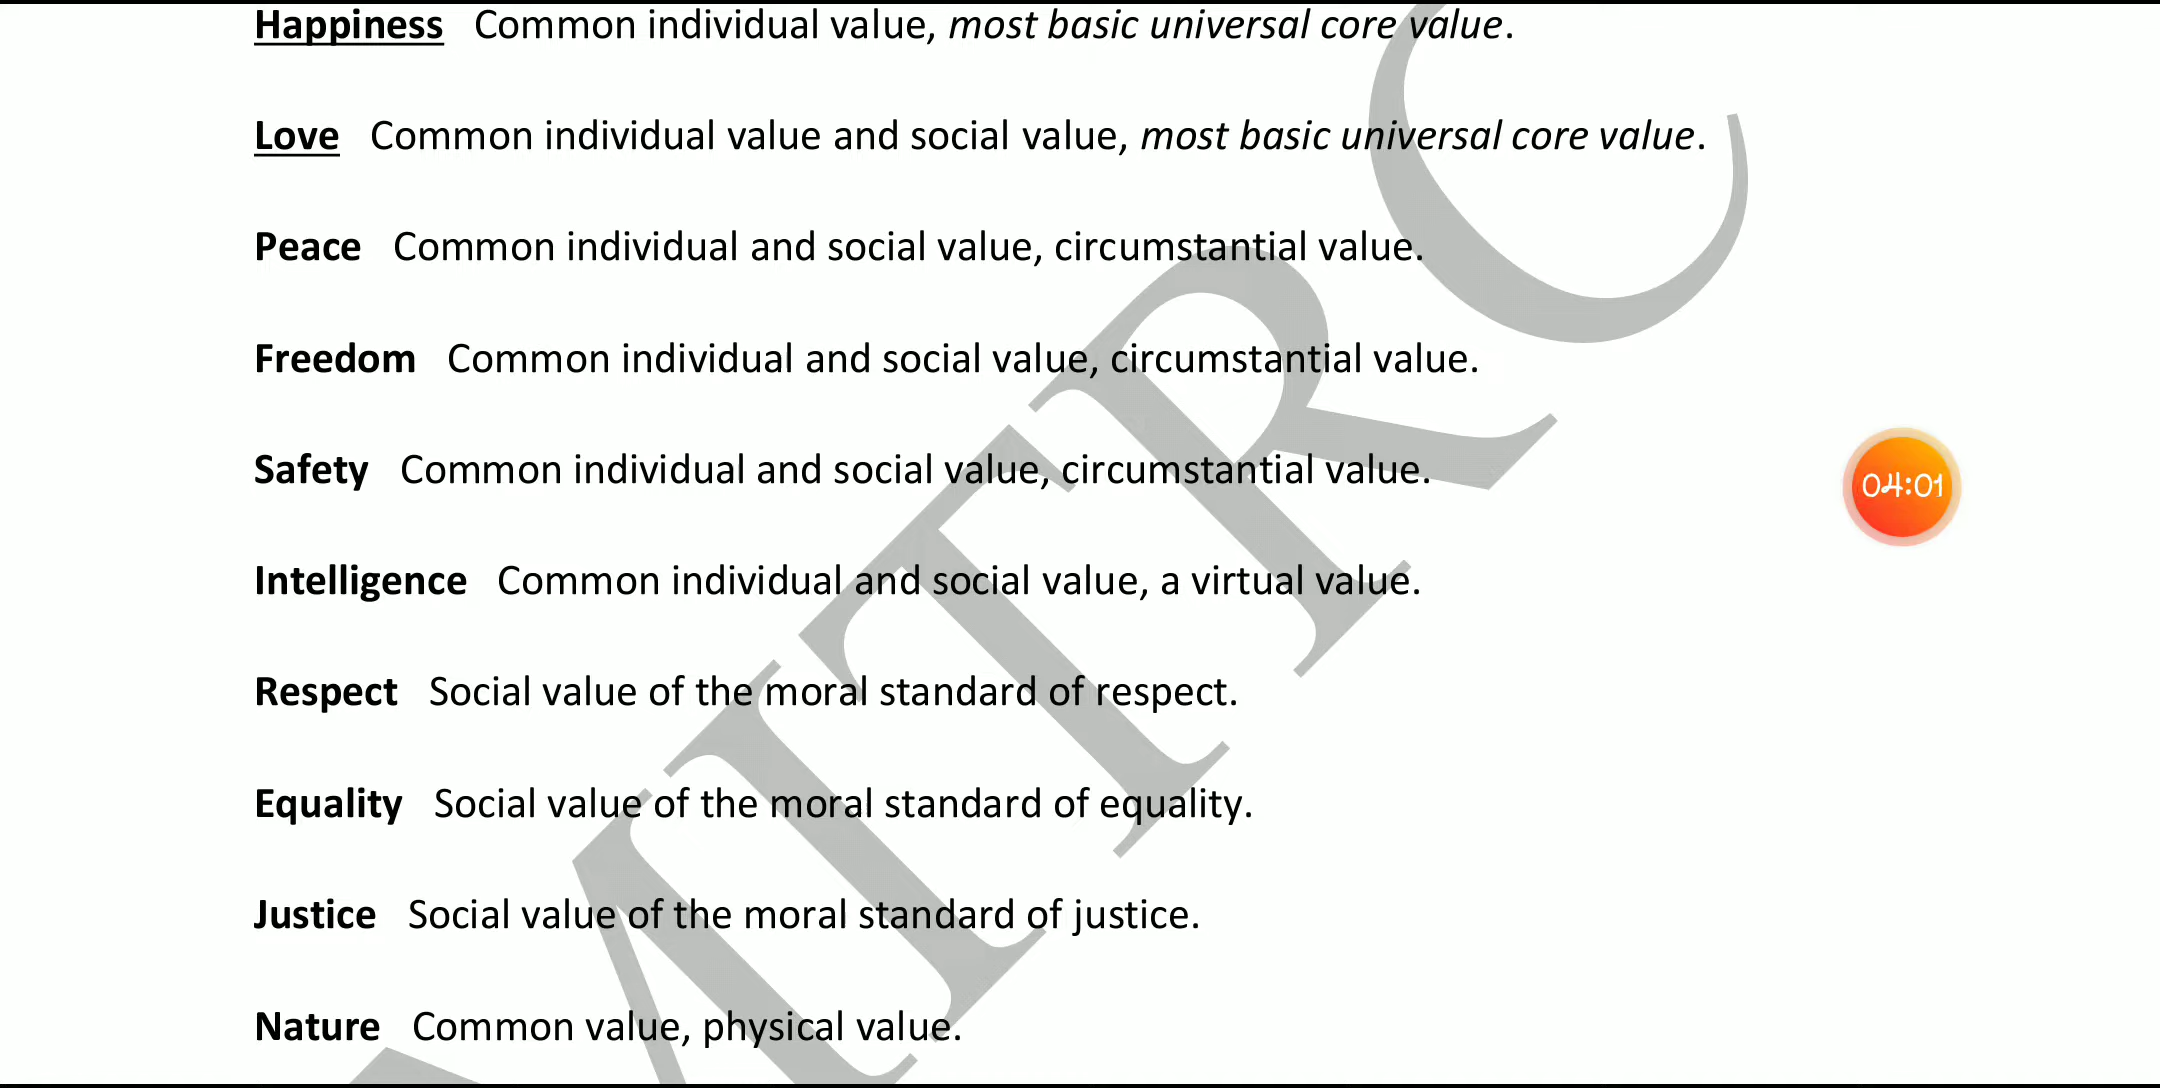 Happiness Common individual value, most basic universal core value.
Love Common individual value and social value, most basic universal core value.
Peace Common individual and social value, circumstantial value.
Freedom Common individual and social value, circumstantial value.
Safety Common individual and social value, circumstantial value.
04:01
Intelligence Common individual and social value, a virtual value.
Respect Social value of the moral standard of respect.
Equality Social value of the moral standard of equality.
Justice Social value of the moral standard of justice.
Nature Common value, physical value.
MITRC